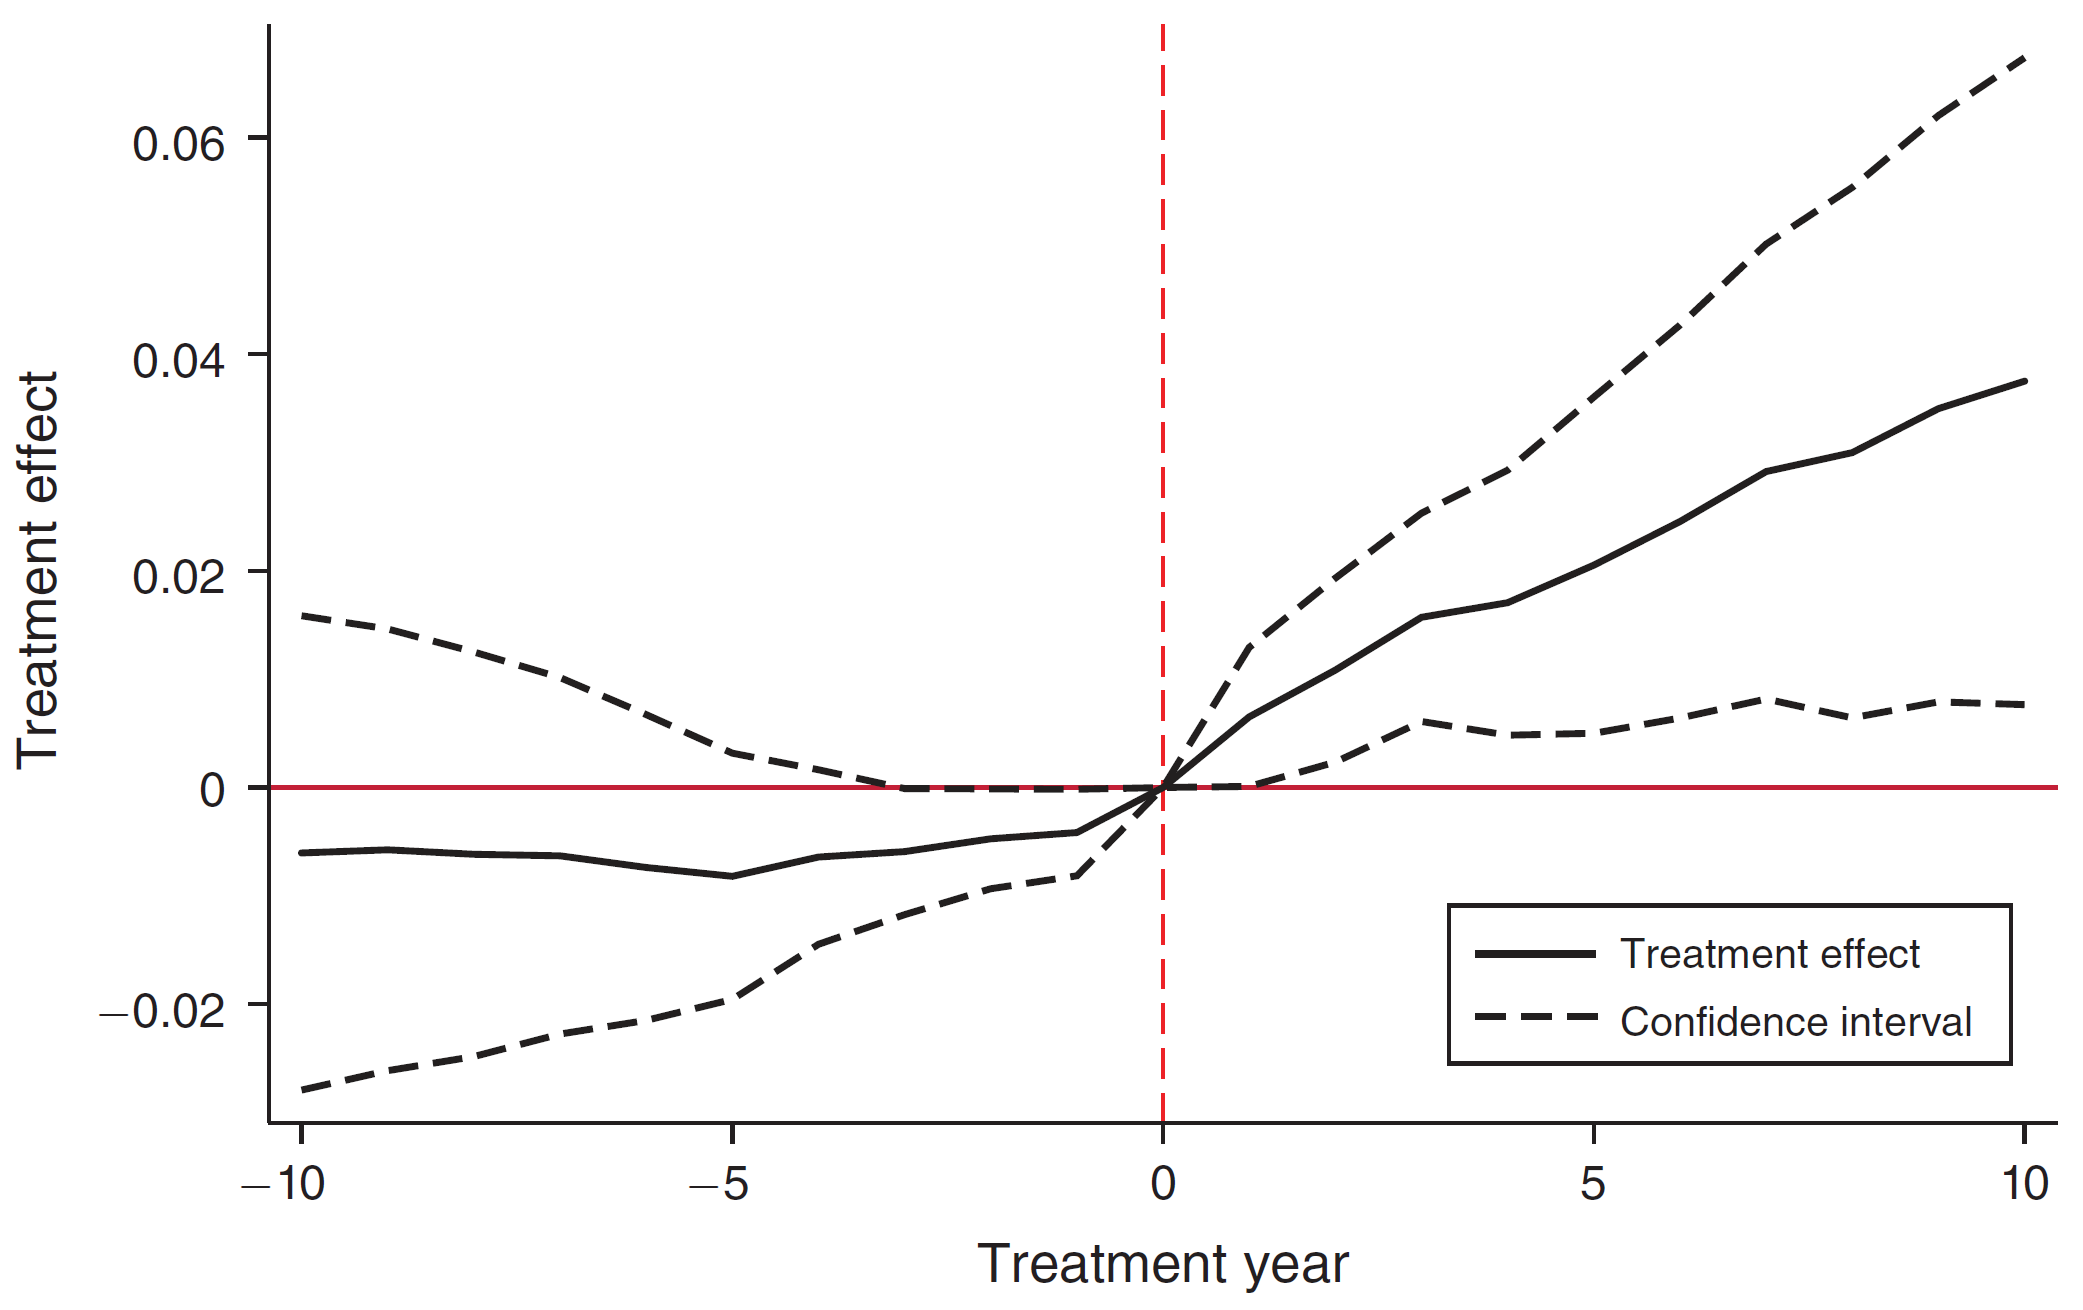 Treatment effect
0.06
0.04
0.02
0
−0.02
−10
−5
0
5
10
Treatment year
Treatment effect
Confidence interval